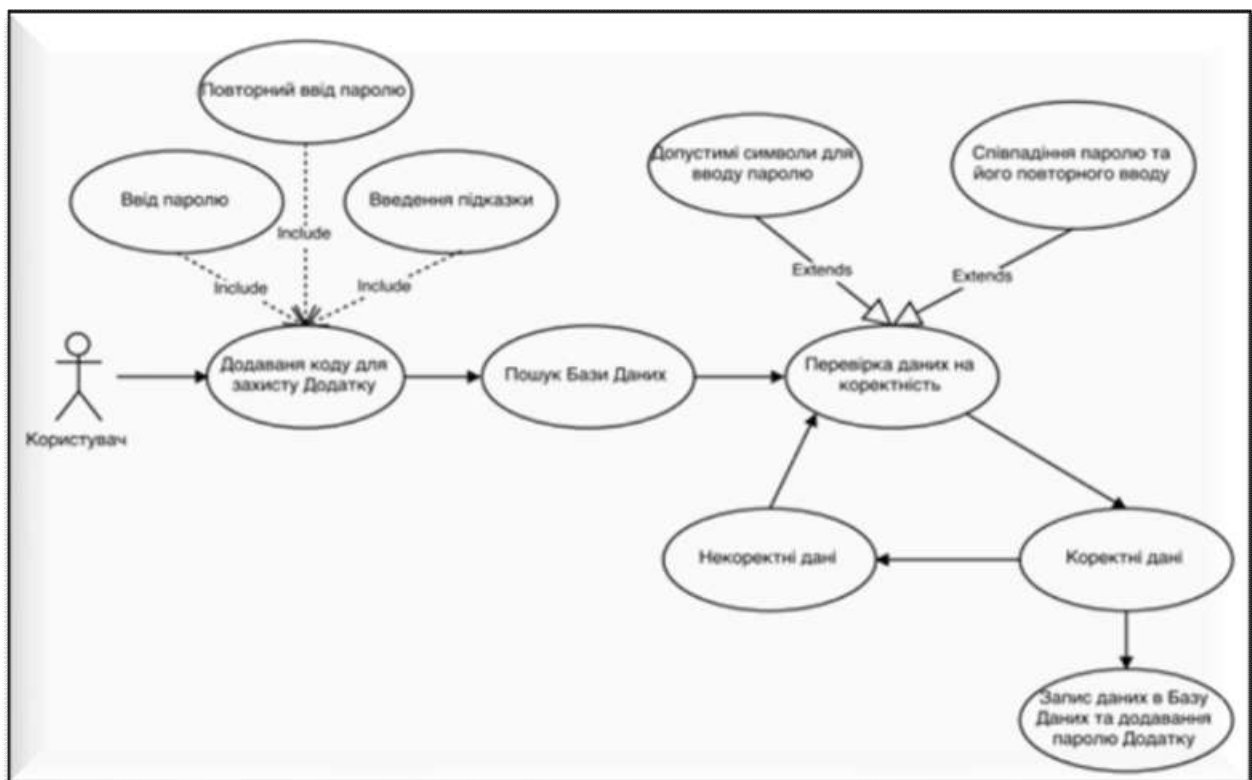 Повторний ввід паролю
Ввід паролю
Введення підказки
Include
Include
Include
Допустимі символи для
вводу паролю
Співпадіння паролю та
його повторного вводу
Extends
Extends
Користувач
Додаваня коду для
захисту Додатку
Пошук Бази Даних
Перевірка даних на
коректність
Некоректні дані
Коректні дані
Запис даних в Базу
Даних та додавання
паролю Додатку